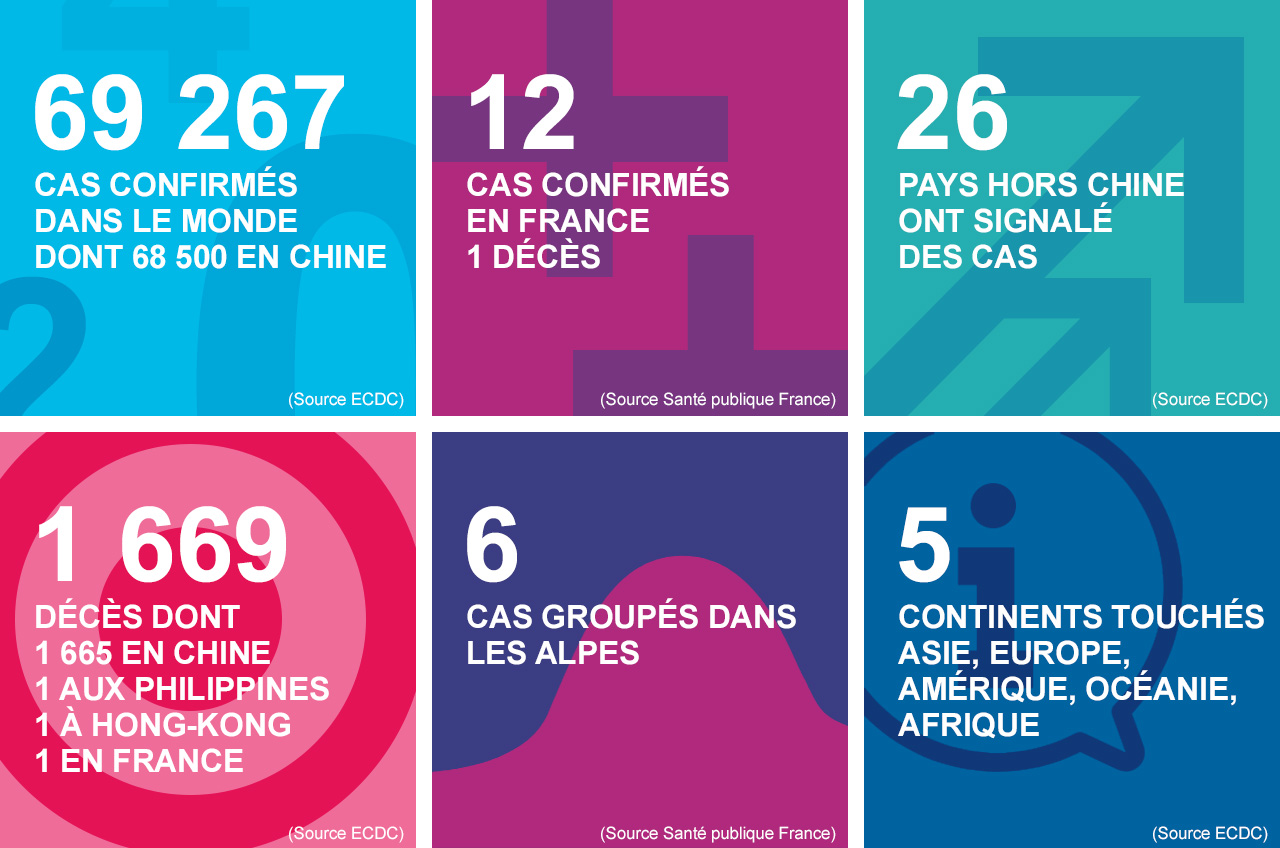 69 267
CAS CONFIRMÉS
DANS LE MONDE
DONT 68 500 EN CHINE
(Source ECDC)
12
CAS CONFIRMÉS
EN FRANCE
1 DÉCÈS
(Source Santé publique France)
26
PAYS HORS CHINE
ONT SIGNALÉ
DES CAS
(Source ECDC)
1 669
DÉCÈS DONT
1 665 EN CHINE
1 AUX PHILIPPINES
1 À HONG-KONG
1 EN FRANCE
(Source ECDC)
6
CAS GROUPÉS DANS
LES ALPES
(Source Santé publique France)
5
CONTINENTS TOUCHÉS
ASIE, EUROPE,
AMÉRIQUE, OCÉANIE,
AFRIQUE
(Source ECDC)